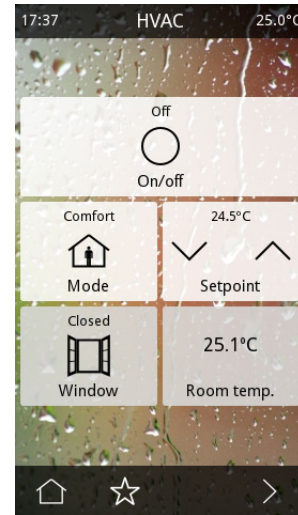 17:37 HVAC 25.0°C
Off
On/off
Comfort 24.5°C
Mode Setpoint
Closed
25.1°C
Window Room temp.